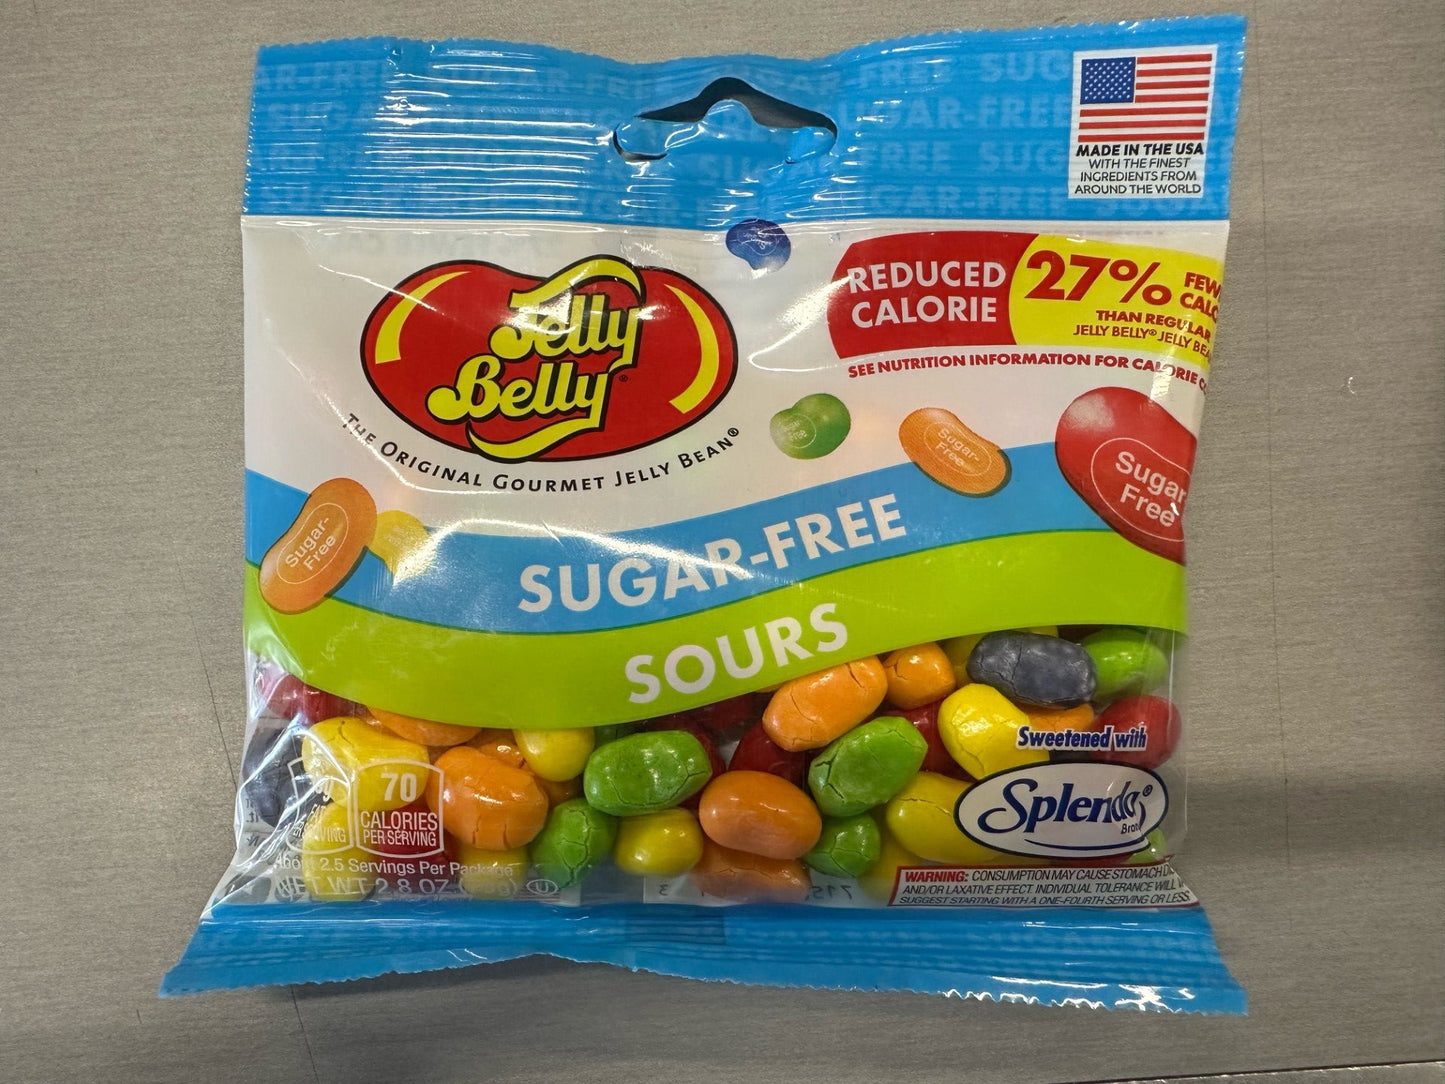 MADE IN THE USA
WITH THE FINEST
INGREDIENTS FROM
AROUND THE WORLD
REDUCED
CALORIE
27%
THAN REGULAR
JELLY BELLY® JELLY
SEE NUTRITION INFORMATION FOR CALORIE
Jelly
Belly®
THE ORIGINAL GOURMET JELLY BEAN®
Sugar-
Free
Sugar
Free
Sugar-
Free
SUGAR-FREE
SOURS
Sweetened with
Splenda®
70
CALORIES
PER SERVING
2.5 Servings Per Package
NET WT 2.8 OZ
WARNING: CONSUMPTION MAY CAUSE STOMACH
AND/OR LAXATIVE EFFECT. INDIVIDUAL TOLERANCE WILL
SUGGEST STARTING WITH A ONE-FOURTH SERVING OR LESS